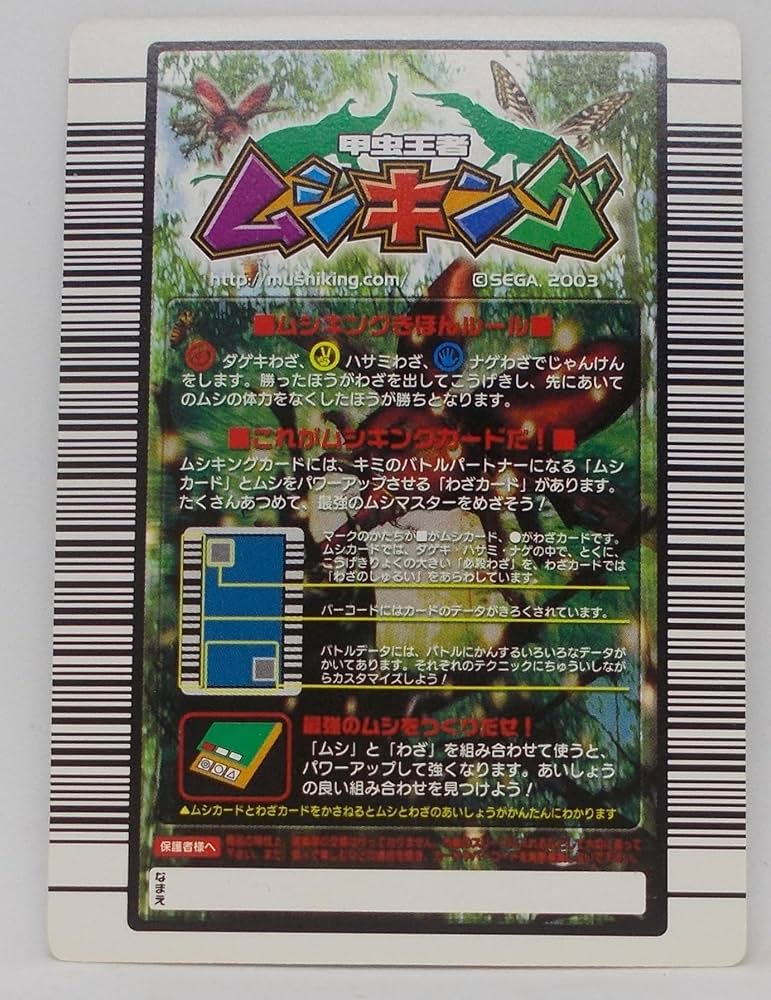 甲虫王者
ムシキング
http://mushiking.com/ ©SEGA, 2003
■ムシキングきほんルール■
ダゲキわざ、 ハサミわざ、 ナゲわざでじゃんけん
をします。勝ったほうがわざを出してこうげきし、先にあいて
のムシの体力をなくしたほうが勝ちとなります。
■これがムシキングカードだ!■
ムシキングカードには、キミのバトルパートナーになる「ムシ
カード」とムシをパワーアップさせる「わざカード」があります。
たくさんあつめて、最強のムシマスターをめざそう!
マークのかたちが■がムシカード、●がわざカードです。
ムシカードでは、ダゲキ・ハサミ・ナゲの中で、とくに、
こうげきりょくの大きい「必殺わざ」を、わざカードでは
「わざのしゅるい」をあらわしています。
バーコードにはカードのデータがきろくされています。
バトルデータには、バトルにかんするいろいろなデータが
かいてあります。それぞれのテクニックにちゅういしなが
らカスタマイズしよう!
最強のムシをつくりだせ!
「ムシ」と「わざ」を組み合わせて使うと、
パワーアップして強くなります。あいしょう
の良い組み合わせを見つけよう!
▲ムシカードとわざカードをかさねるとムシとわざのあいしょうがかんたんにわかります
保護者様へ
なまえ